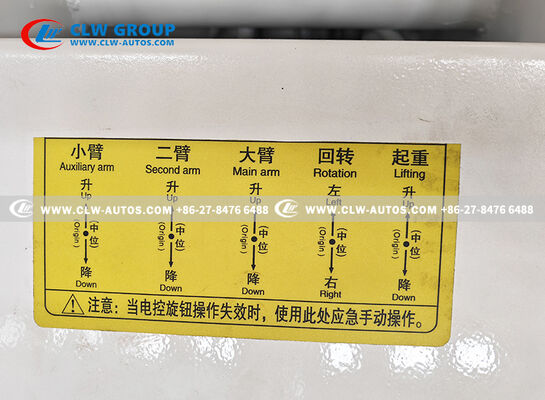 CLW GROUP
WWW.CLW-AUTOS.COM
小臂 二臂 大臂 回转 起重
Auxiliary arm Second arm Main arm Rotation Lifting
升 升 升 左 升
Up Up Up Left Up
WWW.CLW-AUTOS.COM +86-27-8476 6488 WWW.CLW-AUTOS.COM +86-27-8476 6488
(中位) (中位) (中位) (中位) (中位)
(Origin) (Origin) (Origin) (Origin) (Origin)
降 降 降 右 降
Down Down Down Right Down
注意：当电控旋钮操作失效时，使用此处应急手动操作。